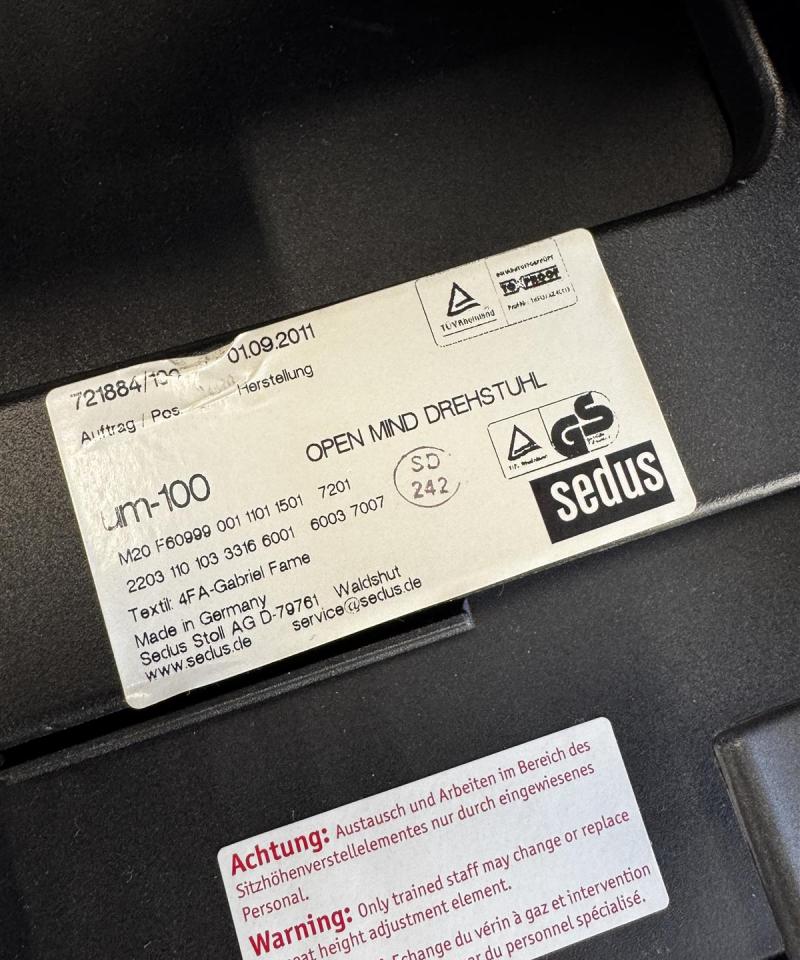 721884/100 01.09.2011
Auftrag / Pos. Herstellung
TÜVRheinland
TOXPROOF
OPEN MIND DREHSTUHL
um-100
SD
242
GS
sedus
M20 F60999 001 1101 1501 7201
2203 110 103 3316 6001 6003 7007
Textil: 4FA-Gabriel Fame
Made in Germany
Sedus Stoll AG D-79761 Waldshut
www.sedus.de service@sedus.de
Achtung: Austausch und Arbeiten im Bereich des
Sitzhöhenverstellelementes nur durch eingewiesenes
Personal.
Warning: Only trained staff may change or replace
seat height adjustment element.
Echange du vérin à gaz et intervention
par du personnel spécialisé.